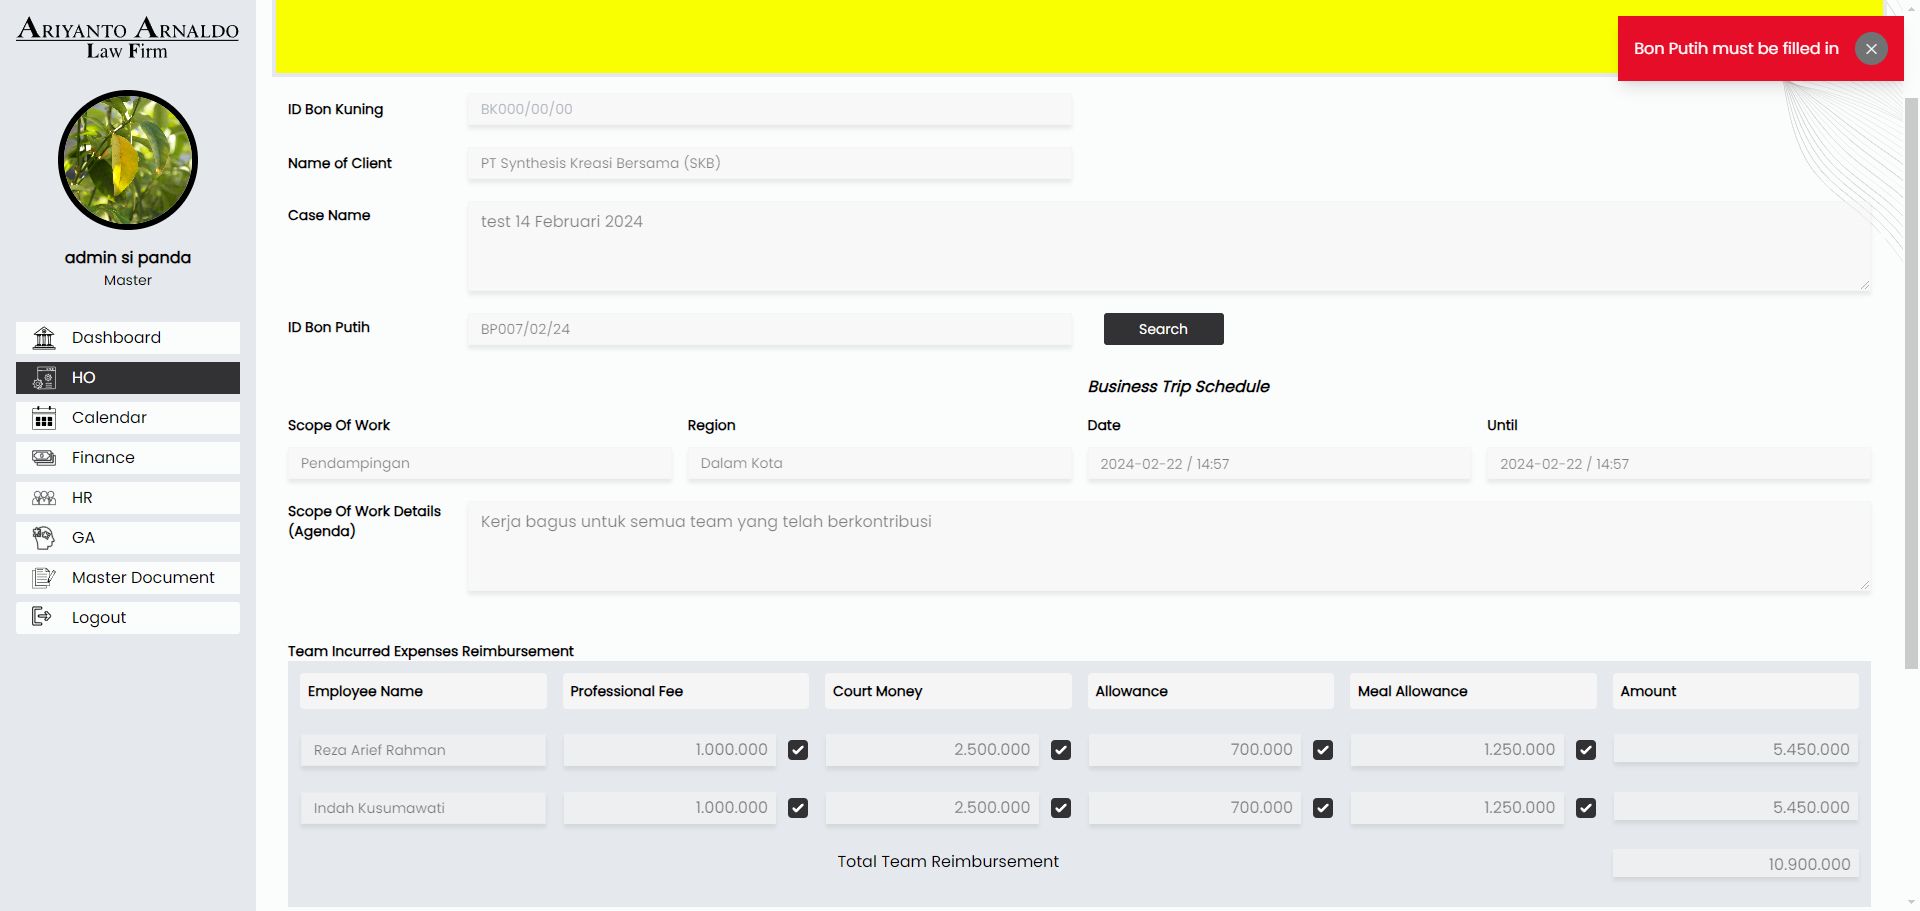 ARIYANTO ARNALDO
Law Firm
admin si panda
Master
Dashboard
HO
Calendar
Finance
HR
GA
Master Document
Logout
Bon Putih must be filled in
ID Bon Kuning
BK000/00/00
Name of Client
PT Synthesis Kreasi Bersama (SKB)
Case Name
test 14 Februari 2024
ID Bon Putih
BP007/02/24
Search
Business Trip Schedule
Scope Of Work
Region
Date
Until
Pendampingan
Dalam Kota
2024-02-22 / 14:57
2024-02-22 / 14:57
Scope Of Work Details
(Agenda)
Kerja bagus untuk semua team yang telah berkontribusi
Team Incurred Expenses Reimbursement
Employee Name
Professional Fee
Court Money
Allowance
Meal Allowance
Amount
Reza Arief Rahman
1.000.000
2.500.000
700.000
1.250.000
5.450.000
Indah Kusumawati
1.000.000
2.500.000
700.000
1.250.000
5.450.000
Total Team Reimbursement
10.900.000